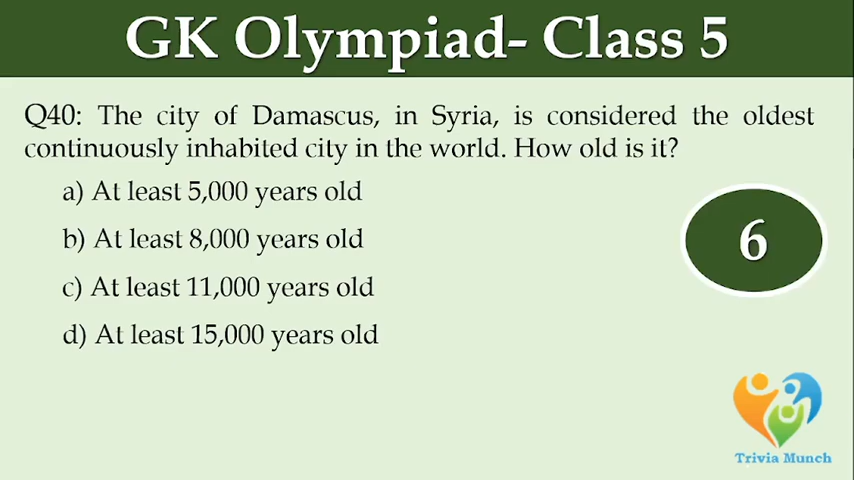 GK Olympiad- Class 5
Q40: The city of Damascus, in Syria, is considered the oldest
continuously inhabited city in the world. How old is it?
a) At least 5,000 years old
b) At least 8,000 years old
c) At least 11,000 years old
d) At least 15,000 years old
6
Trivia Munch